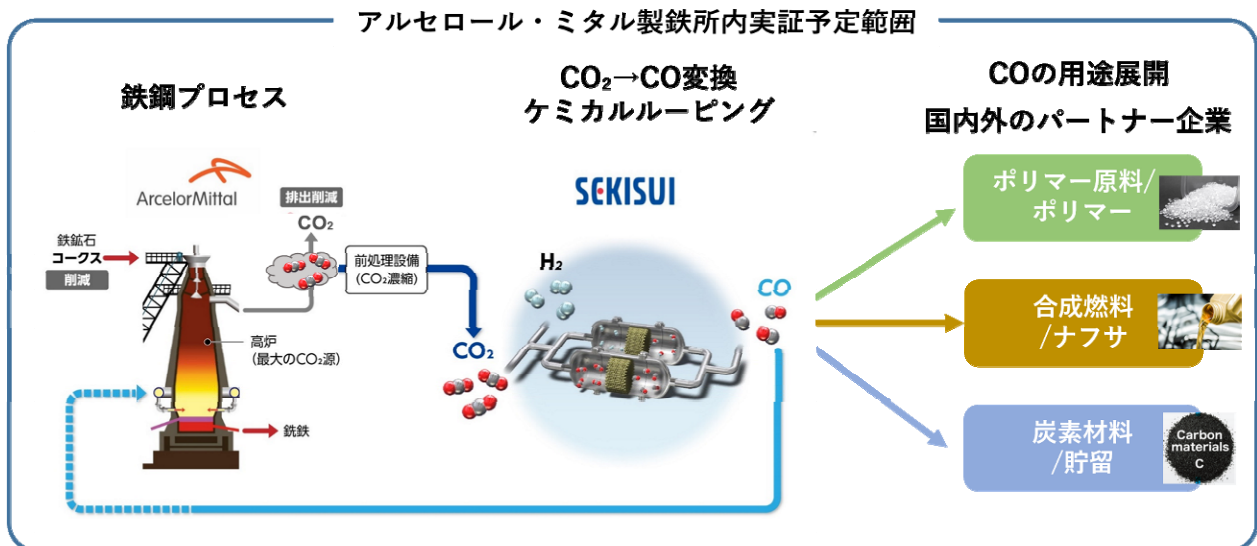 アルセロール・ミタル製鉄所内実証予定範囲
鉄鋼プロセス
ArcelorMittal
鉄鉱石
コークス
削減
排出削減
CO₂
前処理設備
(CO₂濃縮)
高炉
(最大のCO₂源)
銑鉄
CO₂→CO変換
ケミカルルーピング
SEKISUI
H₂
CO₂
CO
COの用途展開
国内外のパートナー企業
ポリマー原料/
ポリマー
合成燃料
/ナフサ
炭素材料
/貯留
Carbon
materials
C